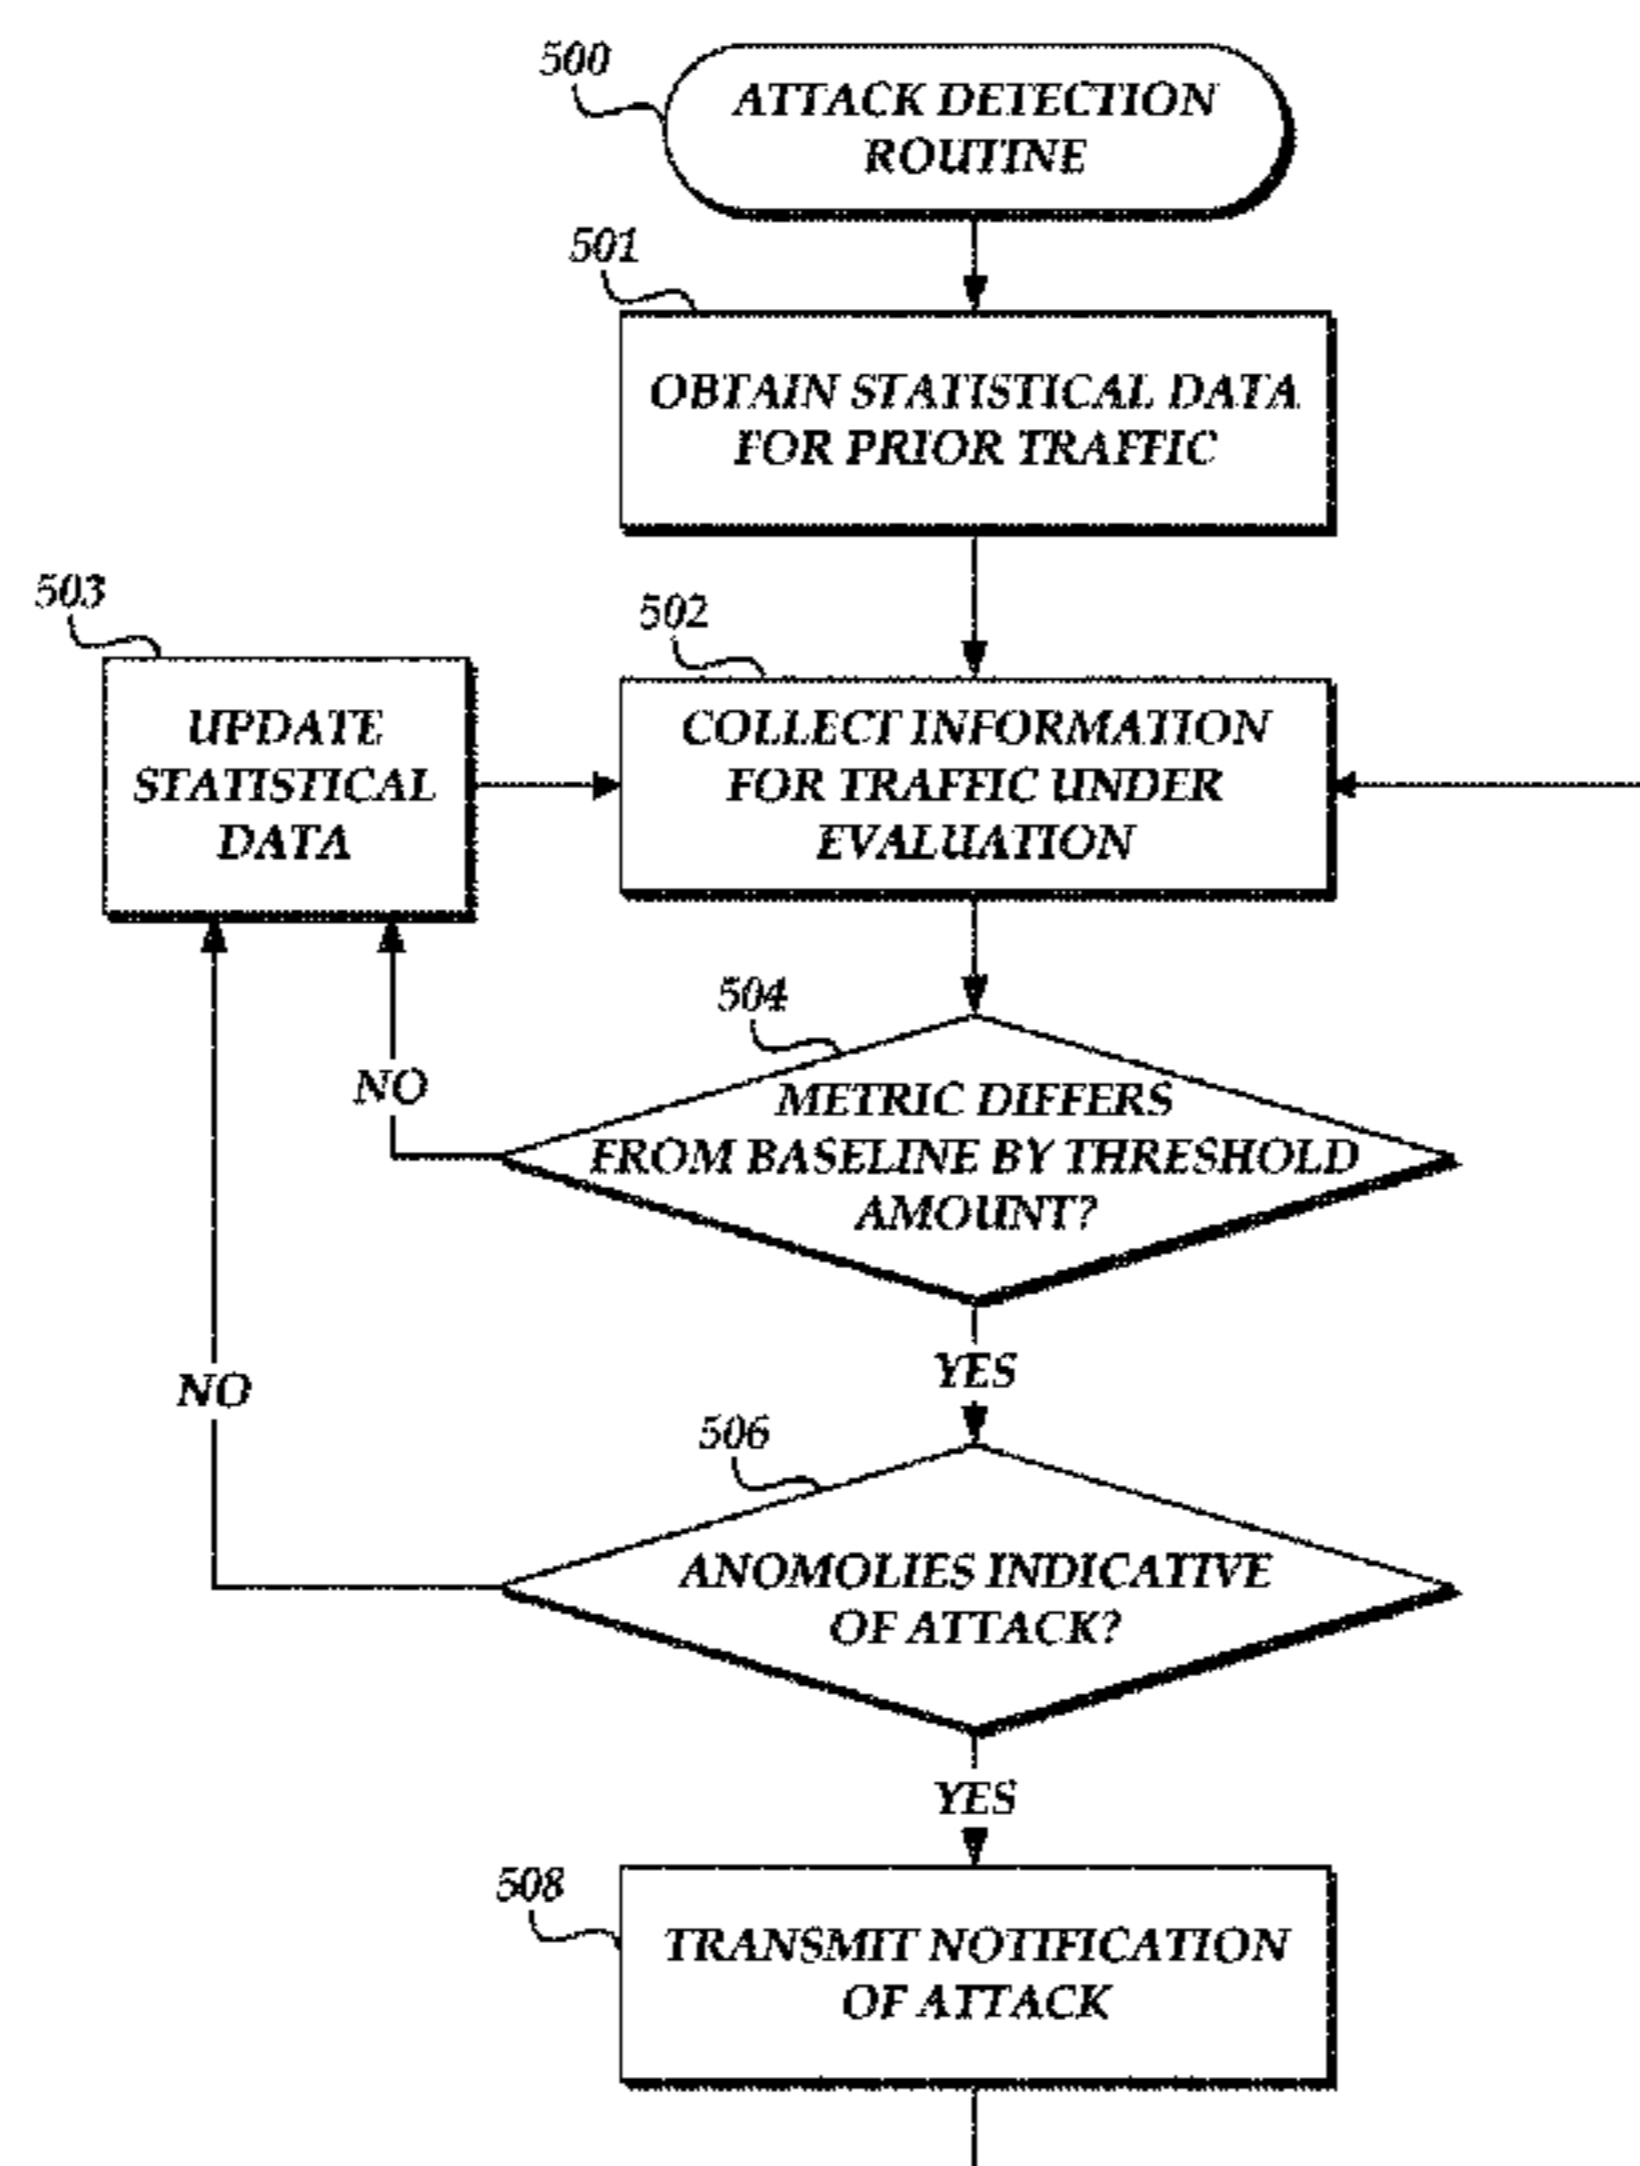 500
ATTACK DETECTION
ROUTINE
501
OBTAIN STATISTICAL DATA
FOR PRIOR TRAFFIC
503
UPDATE
STATISTICAL
DATA
502
COLLECT INFORMATION
FOR TRAFFIC UNDER
EVALUATION
504
METRIC DIFFERS
FROM BASELINE BY THRESHOLD
AMOUNT?
NO
YES
NO
506
ANOMOLIES INDICATIVE
OF ATTACK?
YES
508
TRANSMIT NOTIFICATION
OF ATTACK